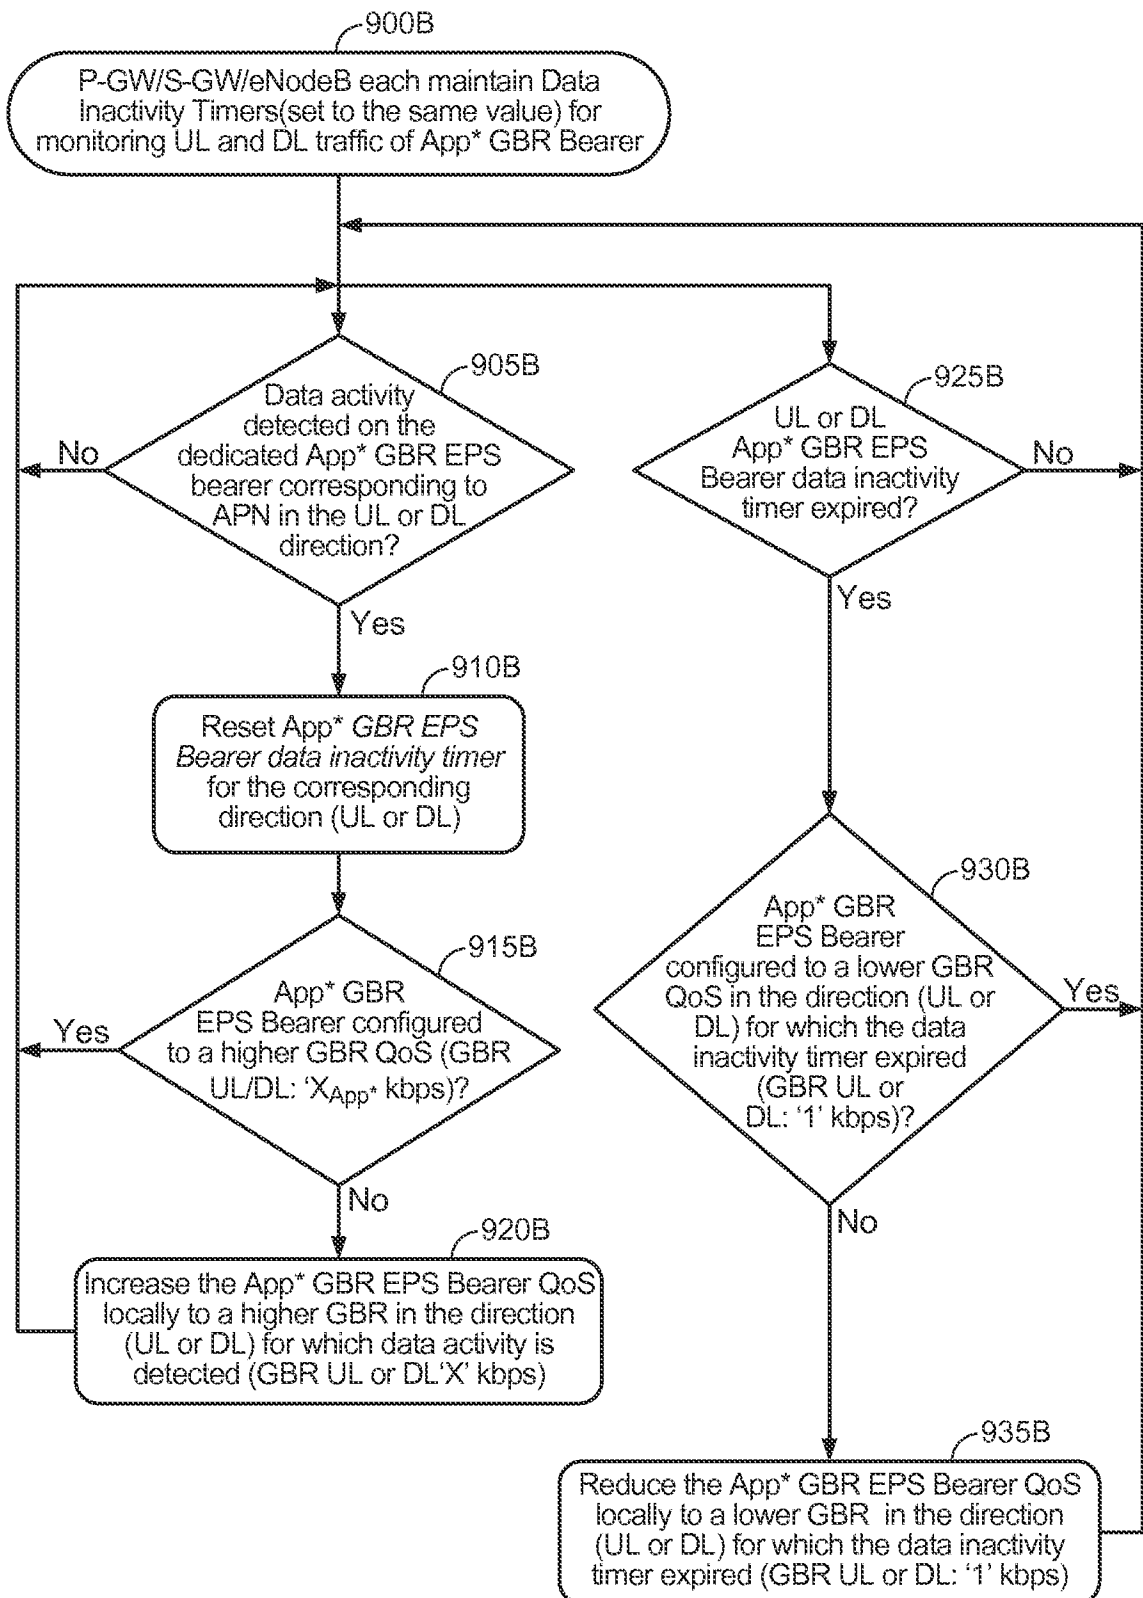 900B
P-GW/S-GW/eNodeB each maintain Data
Inactivity Timers(set to the same value) for
monitoring UL and DL traffic of App* GBR Bearer
905B
Data activity
detected on the
dedicated App* GBR EPS
bearer corresponding to
APN in the UL or DL
direction?
No
Yes
925B
UL or DL
App* GBR EPS
Bearer data inactivity
timer expired?
No
Yes
910B
Reset App* GBR EPS
Bearer data inactivity timer
for the corresponding
direction (UL or DL)
915B
App* GBR
EPS Bearer configured
to a higher GBR QoS (GBR
UL/DL: ‘XApp* kbps)?
Yes
No
930B
App* GBR
EPS Bearer
configured to a lower GBR
QoS in the direction (UL or
DL) for which the data
inactivity timer expired
(GBR UL or
DL: ‘1’ kbps)?
Yes
No
920B
Increase the App* GBR EPS Bearer QoS
locally to a higher GBR in the direction
(UL or DL) for which data activity is
detected (GBR UL or DL‘X’ kbps)
935B
Reduce the App* GBR EPS Bearer QoS
locally to a lower GBR in the direction
(UL or DL) for which the data inactivity
timer expired (GBR UL or DL: ‘1’ kbps)